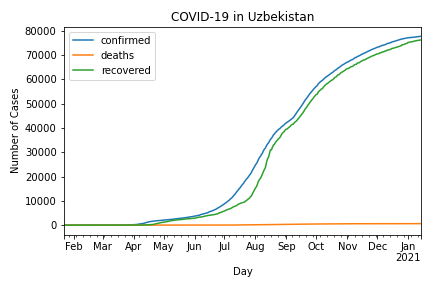 COVID-19 in Uzbekistan
confirmed
deaths
recovered
Number of Cases
80000
70000
60000
50000
40000
30000
20000
10000
0
Feb Mar Apr May Jun Jul Aug Sep Oct Nov Dec Jan
2021
Day